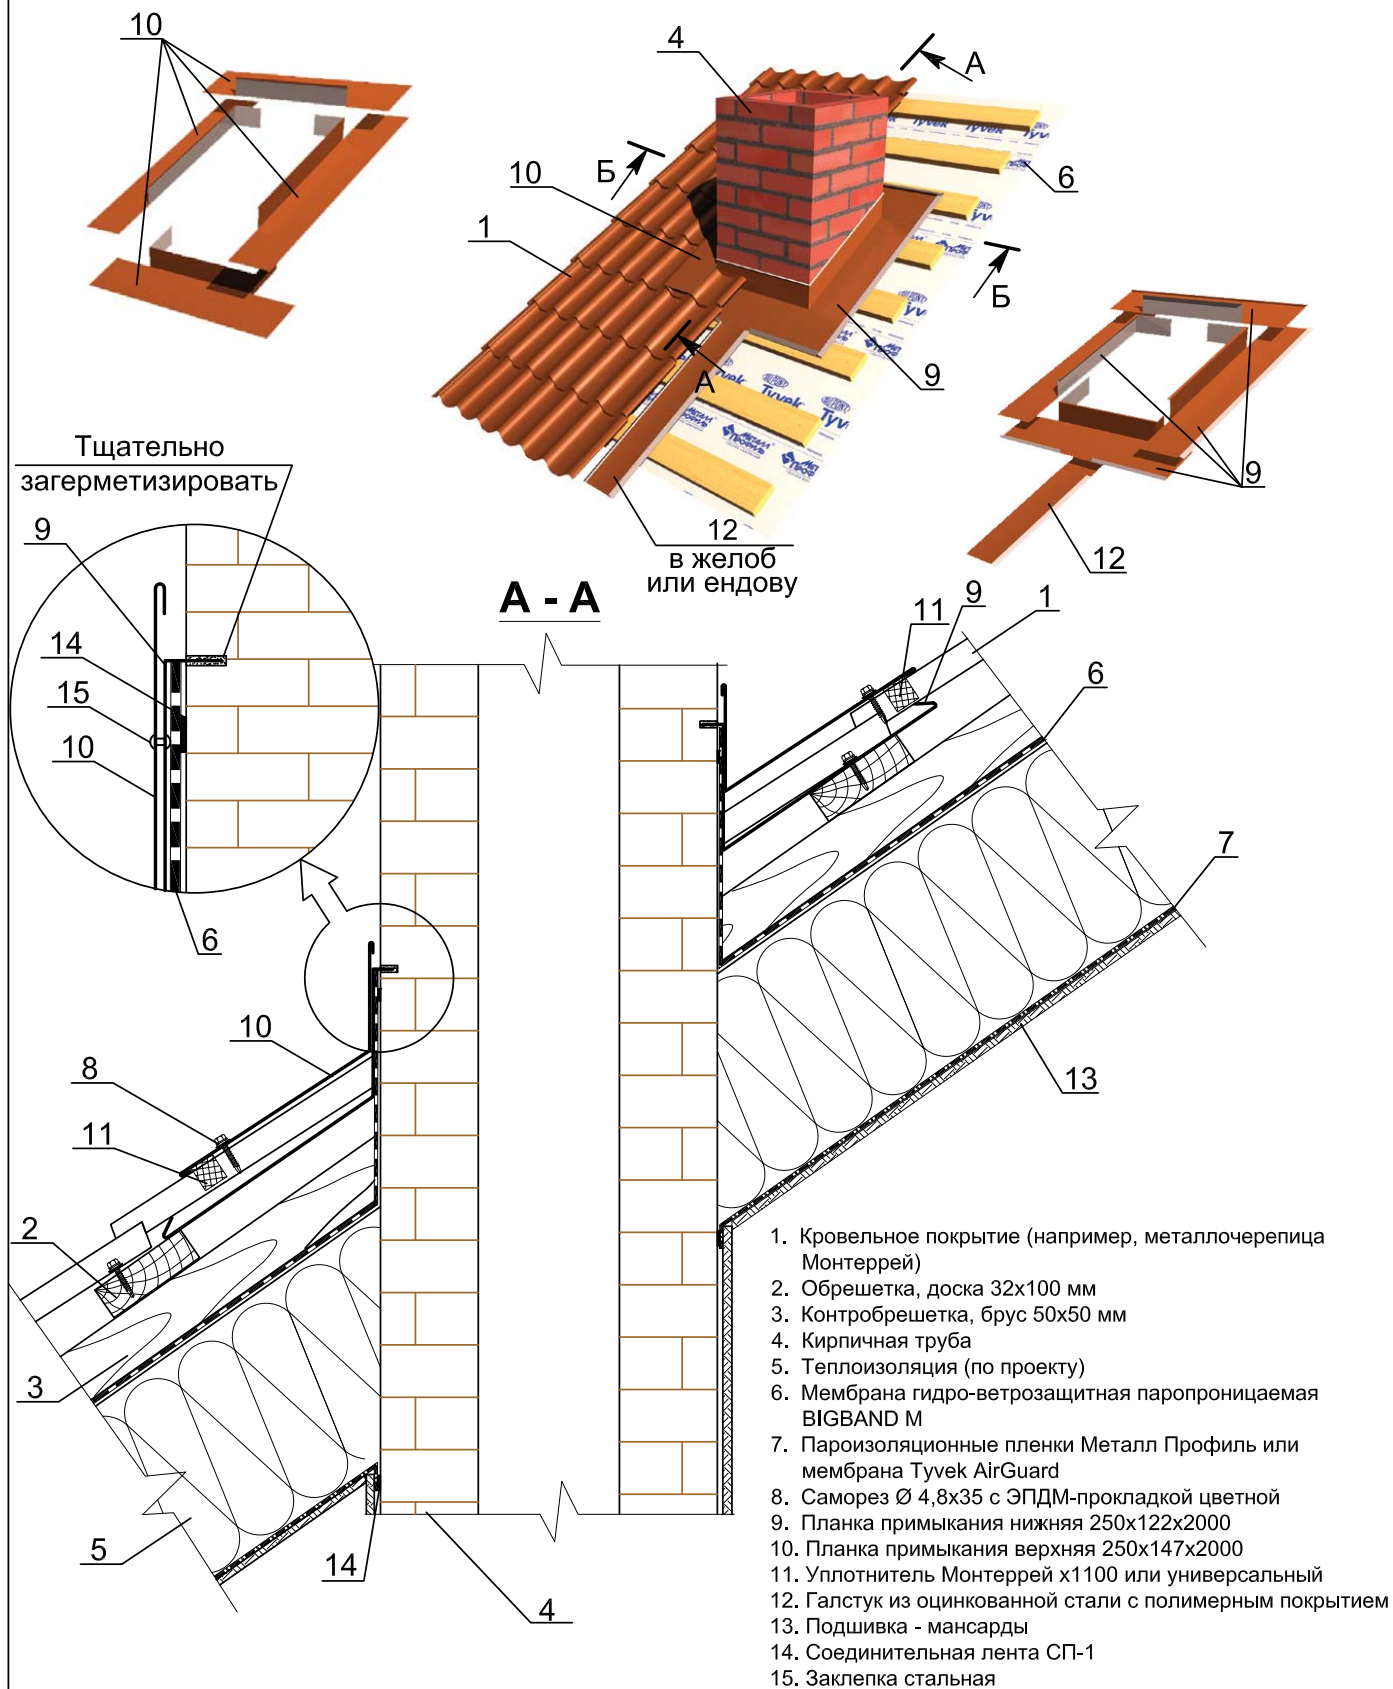 10
4
А
Б
10
6
1
Б
9
А
9
12
в желоб
или ендову
12
Тщательно
загерметизировать
9
14
15
10
6
А - А
11
9
1
6
7
13
10
8
11
2
3
5
14
4
DUPONT
Tyvek
МЕТАЛЛ
ПРОФИЛЬ
1. Кровельное покрытие (например, металлочерепица
Монтеррей)
2. Обрешетка, доска 32х100 мм
3. Контробрешетка, брус 50х50 мм
4. Кирпичная труба
5. Теплоизоляция (по проекту)
6. Мембрана гидро-ветрозащитная паропроницаемая
BIGBAND M
7. Пароизоляционные пленки Металл Профиль или
мембрана Tyvek AirGuard
8. Саморез Ø 4,8х35 с ЭПДМ-прокладкой цветной
9. Планка примыкания нижняя 250х122х2000
10. Планка примыкания верхняя 250х147х2000
11. Уплотнитель Монтеррей х1100 или универсальный
12. Галстук из оцинкованной стали с полимерным покрытием
13. Подшивка - мансарды
14. Соединительная лента СП-1
15. Заклепка стальная